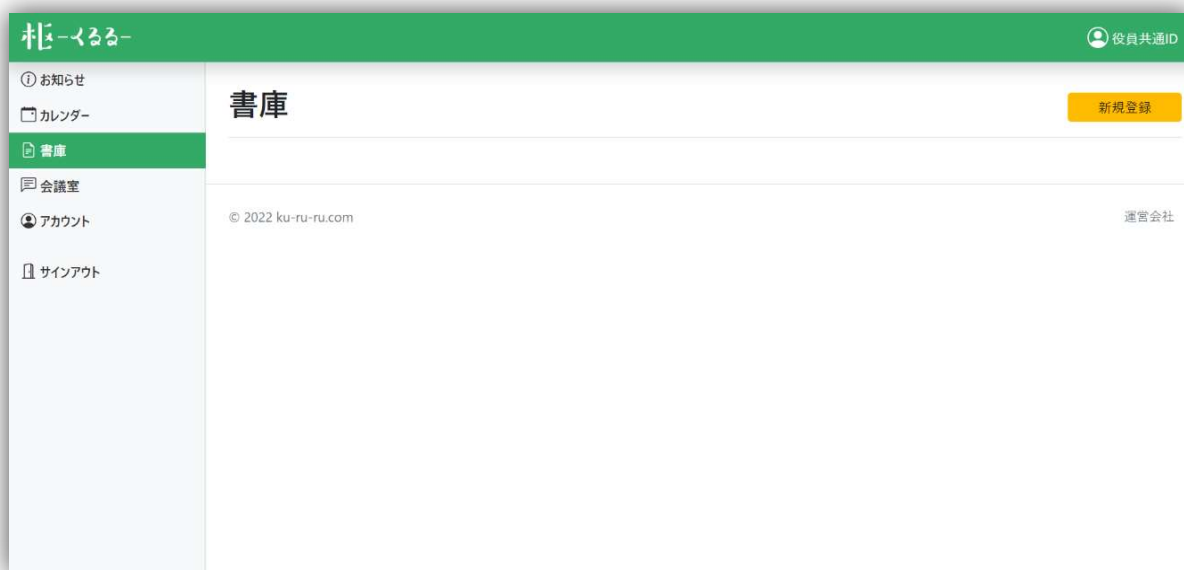 枢-くるる-
役員共通ID
お知らせ
カレンダー
書庫
会議室
アカウント
サインアウト
書庫
新規登録
© 2022 ku-ru-ru.com
運営会社